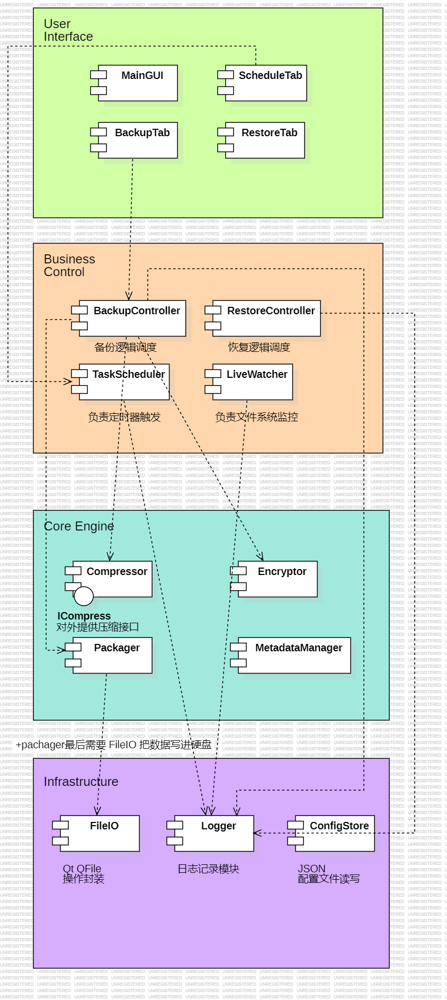 User
Interface
MainGUI
ScheduleTab
BackupTab
RestoreTab
Business
Control
BackupController
RestoreController
备份逻辑调度
恢复逻辑调度
TaskScheduler
LiveWatcher
负责定时器触发
负责文件系统监控
Core Engine
Compressor
Encryptor
ICompress
对外提供压缩接口
Packager
MetadataManager
+pachager最后需要 FileIO 把数据写进硬盘
Infrastructure
FileIO
Logger
ConfigStore
Qt QFile
操作封装
日志记录模块
JSON
配置文件读写
UNREGISTERED